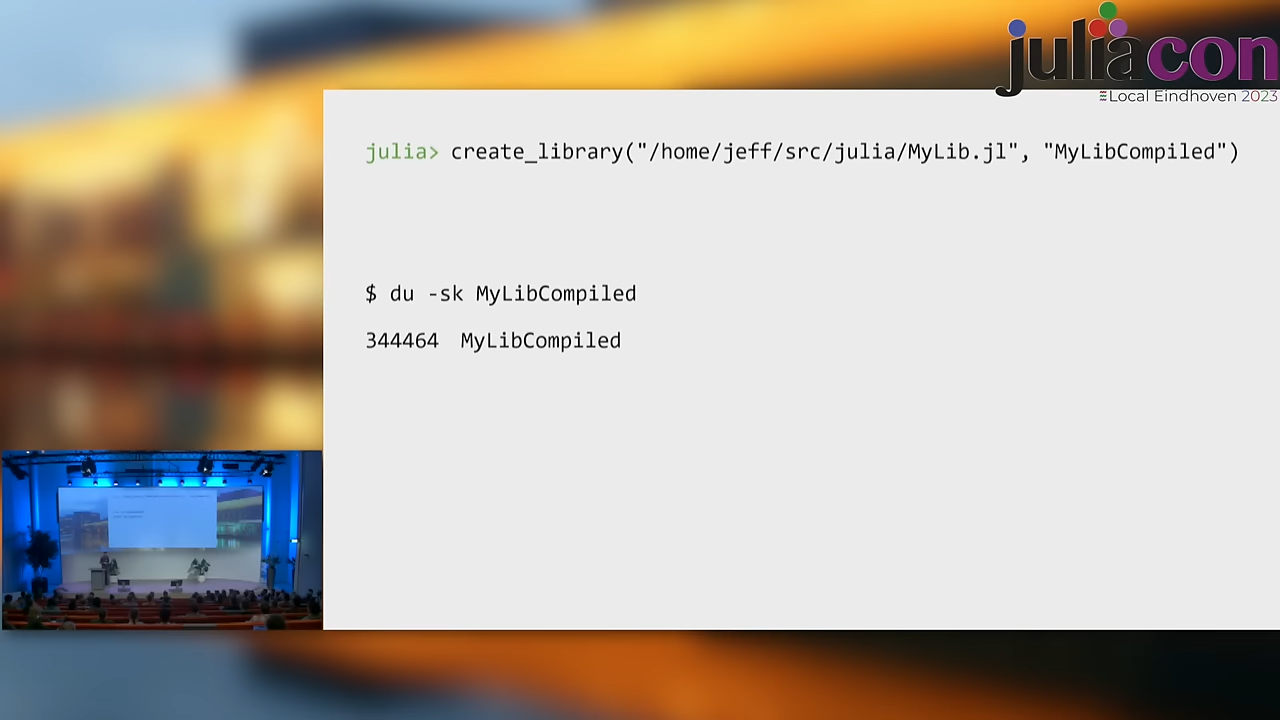 juliacon
Local Eindhoven 2023
julia> create_library("/home/jeff/src/julia/MyLib.jl", "MyLibCompiled")
$ du -sk MyLibCompiled
344464 MyLibCompiled